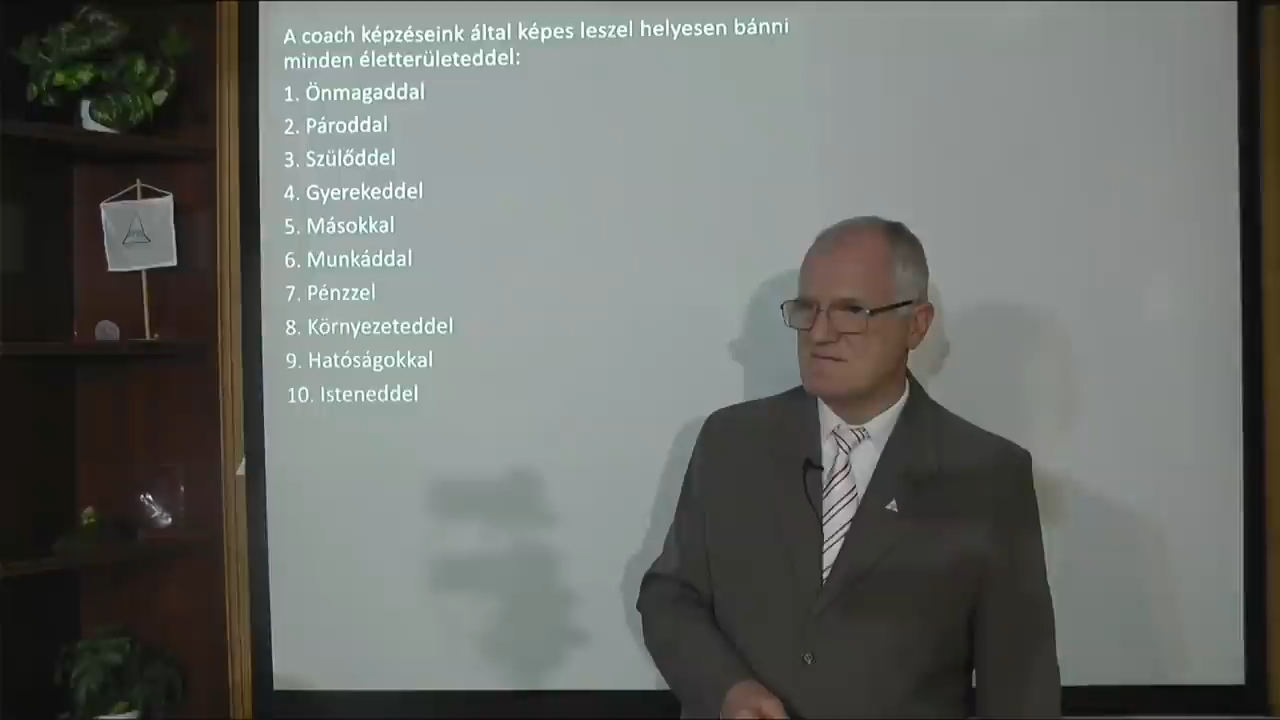 A coach képzéseink által képes leszel helyesen bánni
minden életterületeddel:
1. Önmagaddal
2. Pároddal
3. Szülőddel
4. Gyerekeddel
5. Másokkal
6. Munkáddal
7. Pénzzel
8. Környezeteddel
9. Hatóságokkal
10. Isteneddel